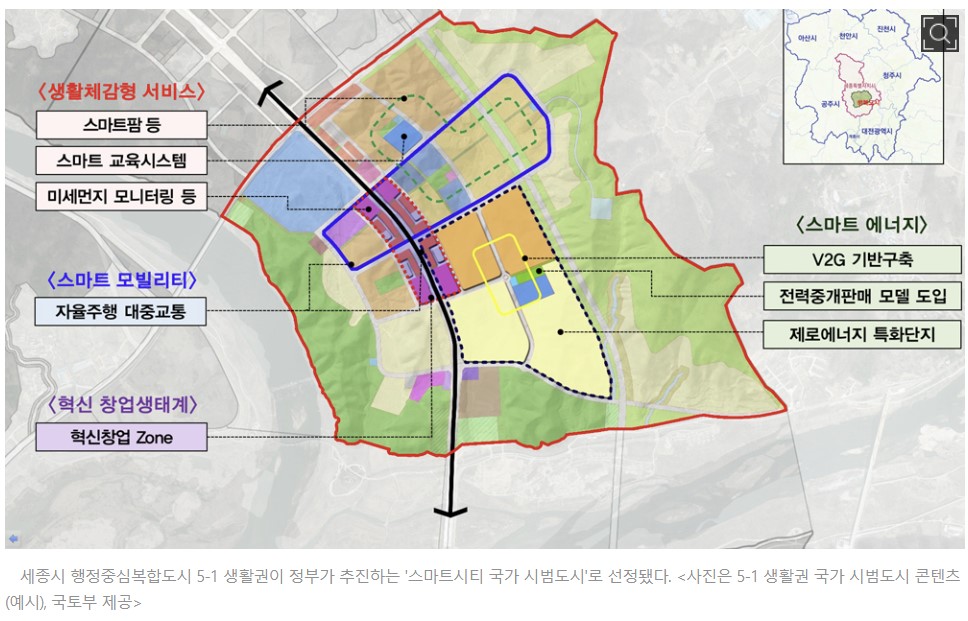 〈생활체감형 서비스〉
스마트팜 등
스마트 교육시스템
미세먼지 모니터링 등
〈스마트 모빌리티〉
자율주행 대중교통
〈혁신 창업생태계〉
혁신창업 Zone
아산시
천안시
진천시
청주시
공주시
대전광역시
〈스마트 에너지〉
V2G 기반구축
전력중개판매 모델 도입
제로에너지 특화단지
세종시 행정중심복합도시 5-1 생활권이 정부가 추진하는 '스마트시티 국가 시범도시'로 선정됐다. <사진은 5-1 생활권 국가 시범도시 콘텐츠
(예시), 국토부 제공>